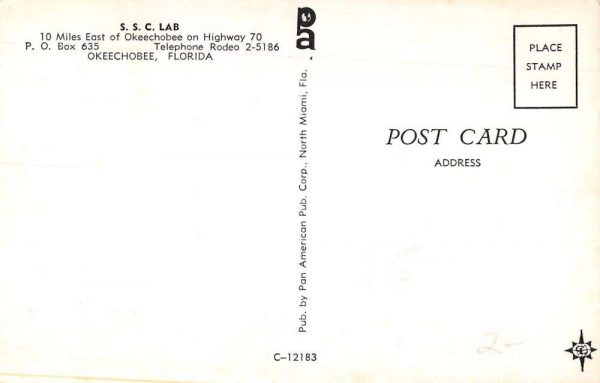 S. S. C. LAB
10 Miles East of Okeechobee on Highway 70
P. O. Box 635 Telephone Rodeo 2-5186
OKEECHOBEE, FLORIDA
pa
Pub. by Pan American Pub. Corp., North Miami, Fla.
C-12183
PLACE
STAMP
HERE
POST CARD
ADDRESS
2-